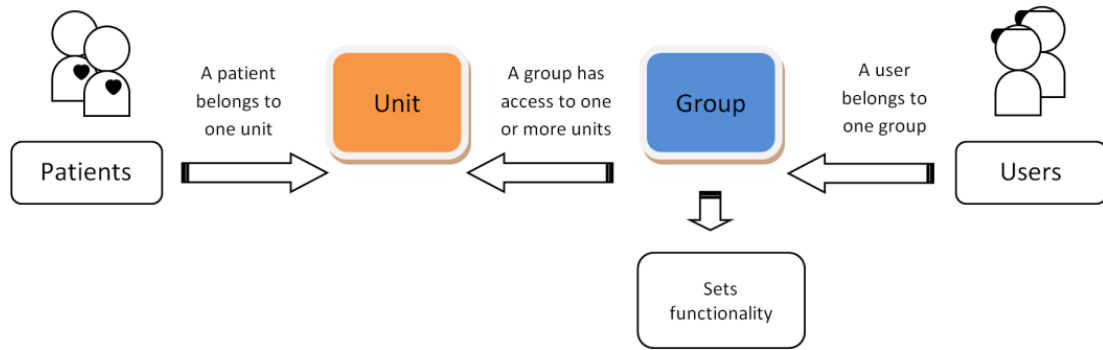 A patient
belongs to
one unit
Unit
A group has
access to one
or more units
Group
A user
belongs to
one group
Patients
Users
Sets
functionality